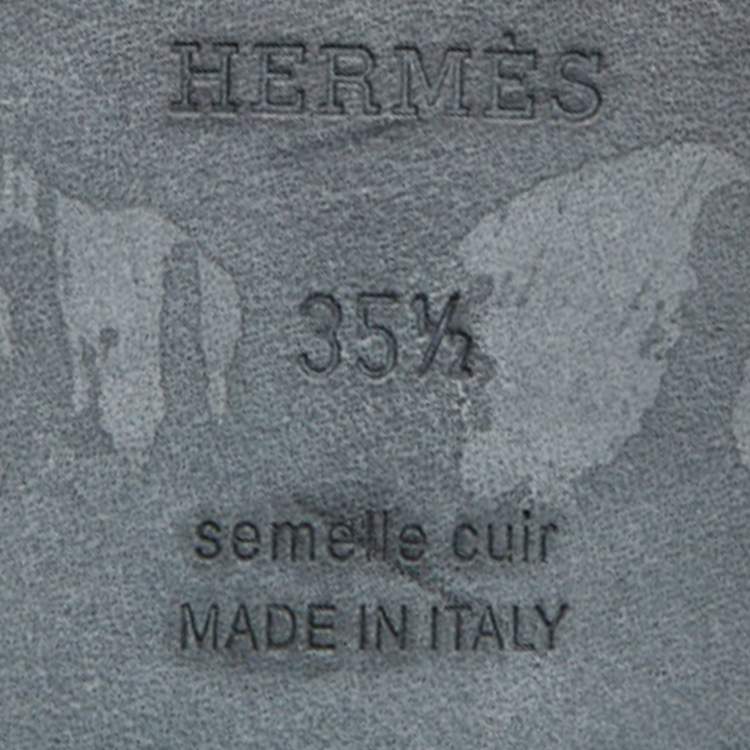 HERMÈS
35½
semelle cuir
MADE IN ITALY